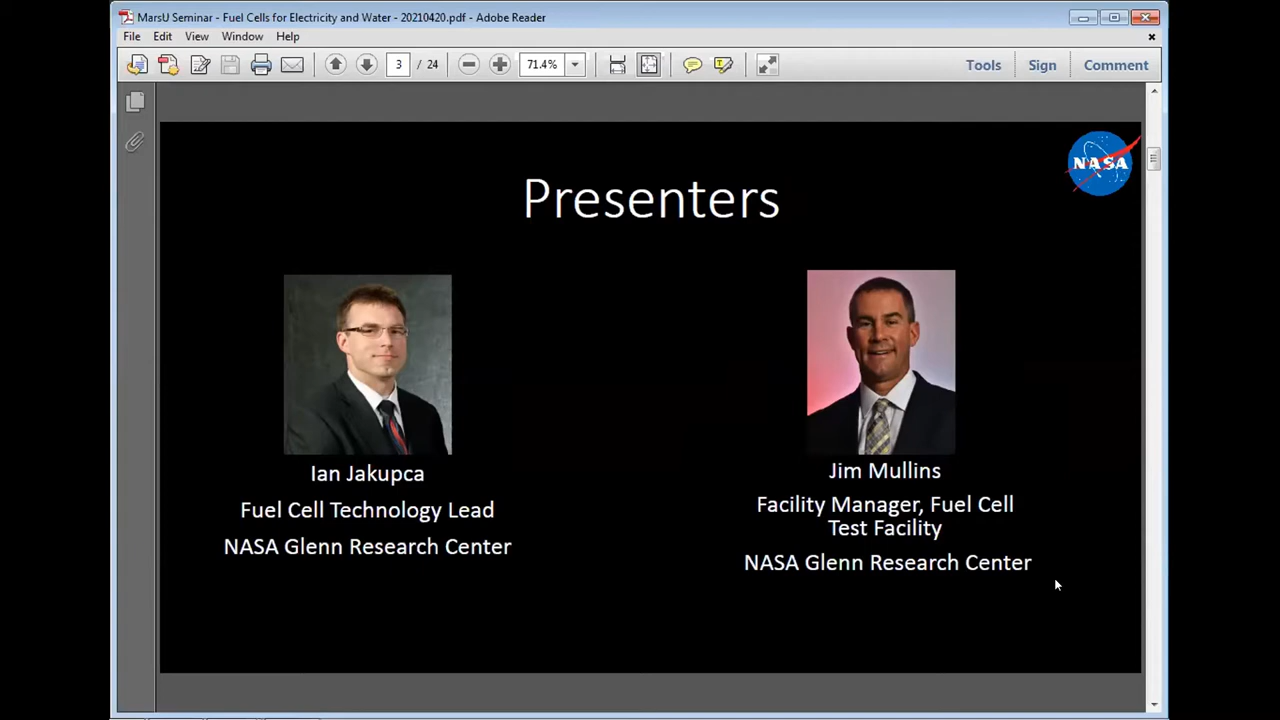 MarsU Seminar - Fuel Cells for Electricity and Water - 20210420.pdf - Adobe Reader
File Edit View Window Help
3 / 24 71.4% Tools Sign Comment
NASA
Presenters
Ian Jakupca
Fuel Cell Technology Lead
NASA Glenn Research Center
Jim Mullins
Facility Manager, Fuel Cell
Test Facility
NASA Glenn Research Center